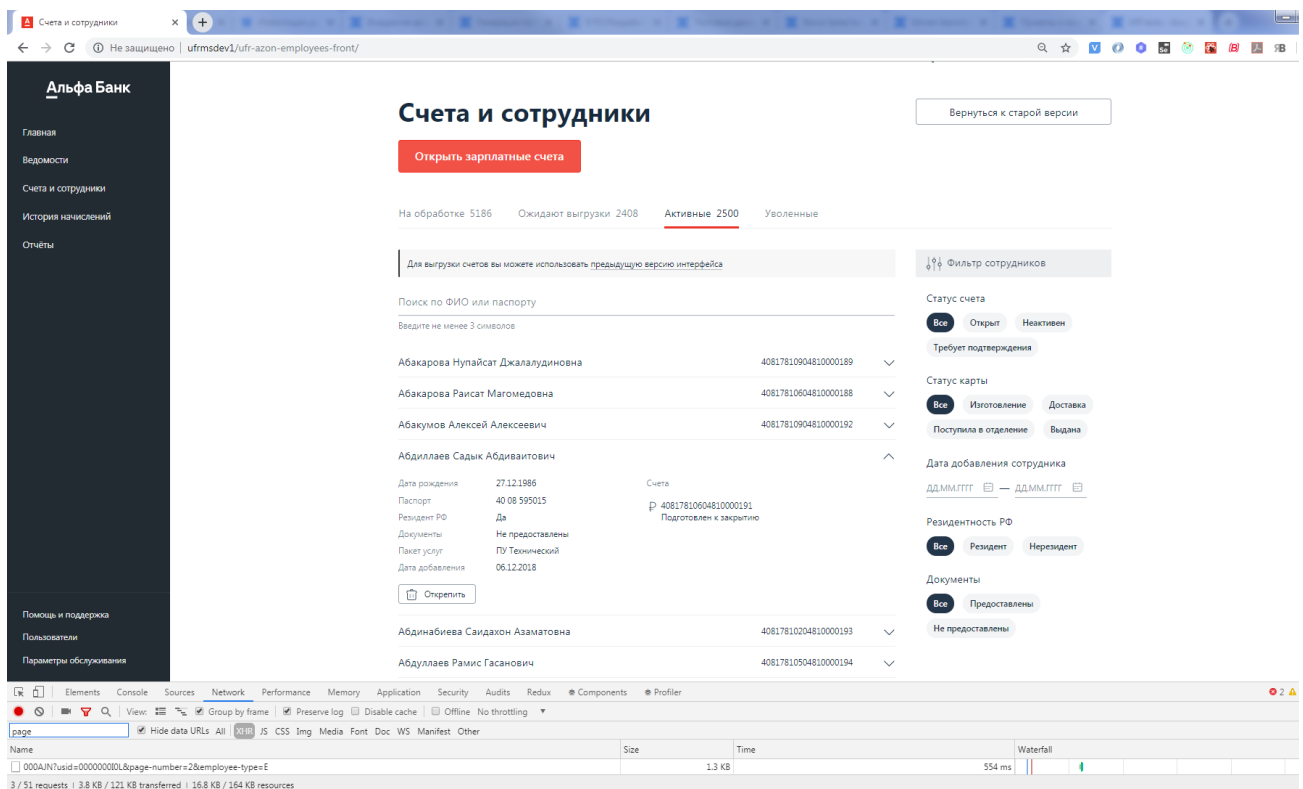 Счета и сотрудники
Не защищено | ufrmsdev1/ufr-azon-employees-front/
Альфа Банк
Главная
Ведомости
Счета и сотрудники
История начислений
Отчёты
Помощь и поддержка
Пользователи
Параметры обслуживания
Счета и сотрудники
Вернуться к старой версии
Открыть зарплатные счета
На обработке 5186 Ожидают выгрузки 2408 Активные 2500 Уволенные
Для выгрузки счетов вы можете использовать предыдущую версию интерфейса
Поиск по ФИО или паспорту
Введите не менее 3 символов
Абакарова Нупайсат Джалалудиновна 40817810904810000189
Абакарова Раисат Магомедовна 40817810604810000188
Абакумов Алексей Алексеевич 40817810904810000192
Абдиллаев Садык Абдиваитович
Дата рождения 27.12.1986 Счета
Паспорт 40 08 595015
₽ 40817810604810000191
Резидент РФ Да
Подготовлен к закрытию
Документы Не предоставлены
Пакет услуг ПУ Технический
Дата добавления 06.12.2018
Открепить
Абдинабиева Саидахон Азаматовна 40817810204810000193
Абдуллаев Рамис Гасанович 40817810504810000194
Фильтр сотрудников
Статус счета
Все Открыт Неактивен
Требует подтверждения
Статус карты
Все Изготовление Доставка
Поступила в отделение Выдана
Дата добавления сотрудника
ДД.ММ.ГГГГ — ДД.ММ.ГГГГ
Резидентность РФ
Все Резидент Нерезидент
Документы
Все Предоставлены
Не предоставлены
Elements Console Sources Network Performance Memory Application Security Audits Redux Components Profiler 2
View: Group by frame Preserve log Disable cache Offline No throttling
page Hide data URLs All XHR JS CSS Img Media Font Doc WS Manifest Other
Name Size Time Waterfall
000AJN?usid=0000000I0L&page-number=2&employee-type=E 1.3 KB 554 ms
3 / 51 requests | 3.8 KB / 121 KB transferred | 16.8 KB / 164 KB resources